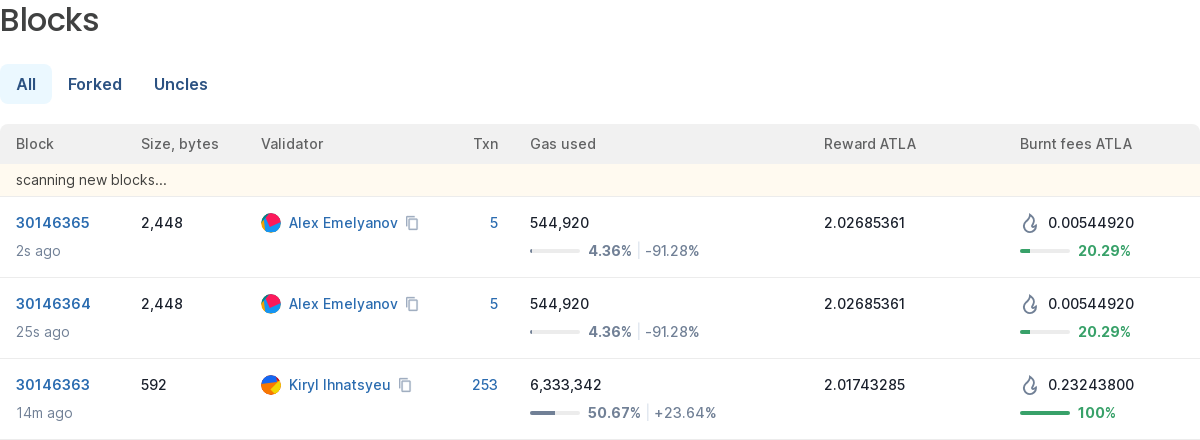 Blocks
All Forked Uncles
Block Size, bytes Validator Txn Gas used Reward ATLA Burnt fees ATLA
scanning new blocks...
30146365 2,448 Alex Emelyanov 5 544,920 2.02685361 0.00544920
2s ago 4.36% -91.28% 20.29%
30146364 2,448 Alex Emelyanov 5 544,920 2.02685361 0.00544920
25s ago 4.36% -91.28% 20.29%
30146363 592 Kiryl Ihnatsyeu 253 6,333,342 2.01743285 0.23243800
14m ago 50.67% +23.64% 100%